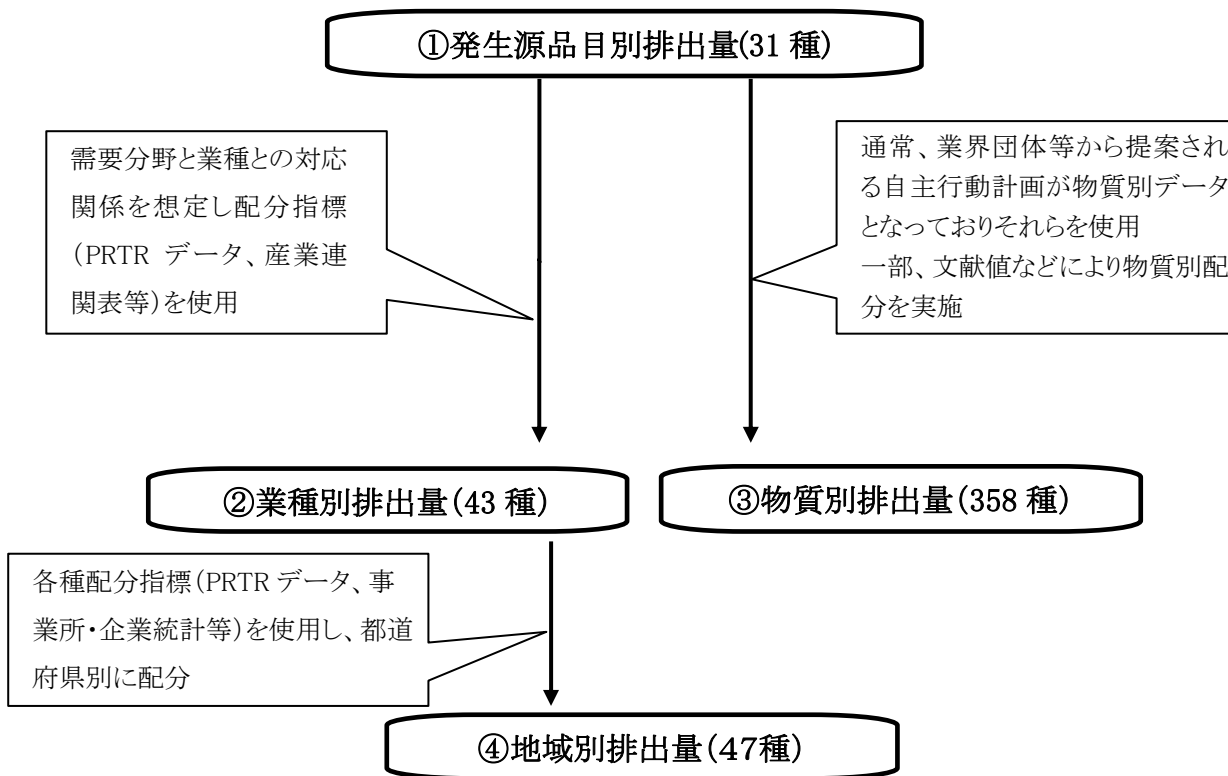 ①発生源品目別排出量(31 種)
需要分野と業種との対応
関係を想定し配分指標
(PRTR データ、産業連
関表等)を使用
通常、業界団体等から提案され
る自主行動計画が物質別データ
となっておりそれらを使用
一部、文献値などにより物質別配
分を実施
②業種別排出量(43 種)
③物質別排出量(358 種)
各種配分指標(PRTR データ、事
業所・企業統計等)を使用し、都道
府県別に配分
④地域別排出量(47種)